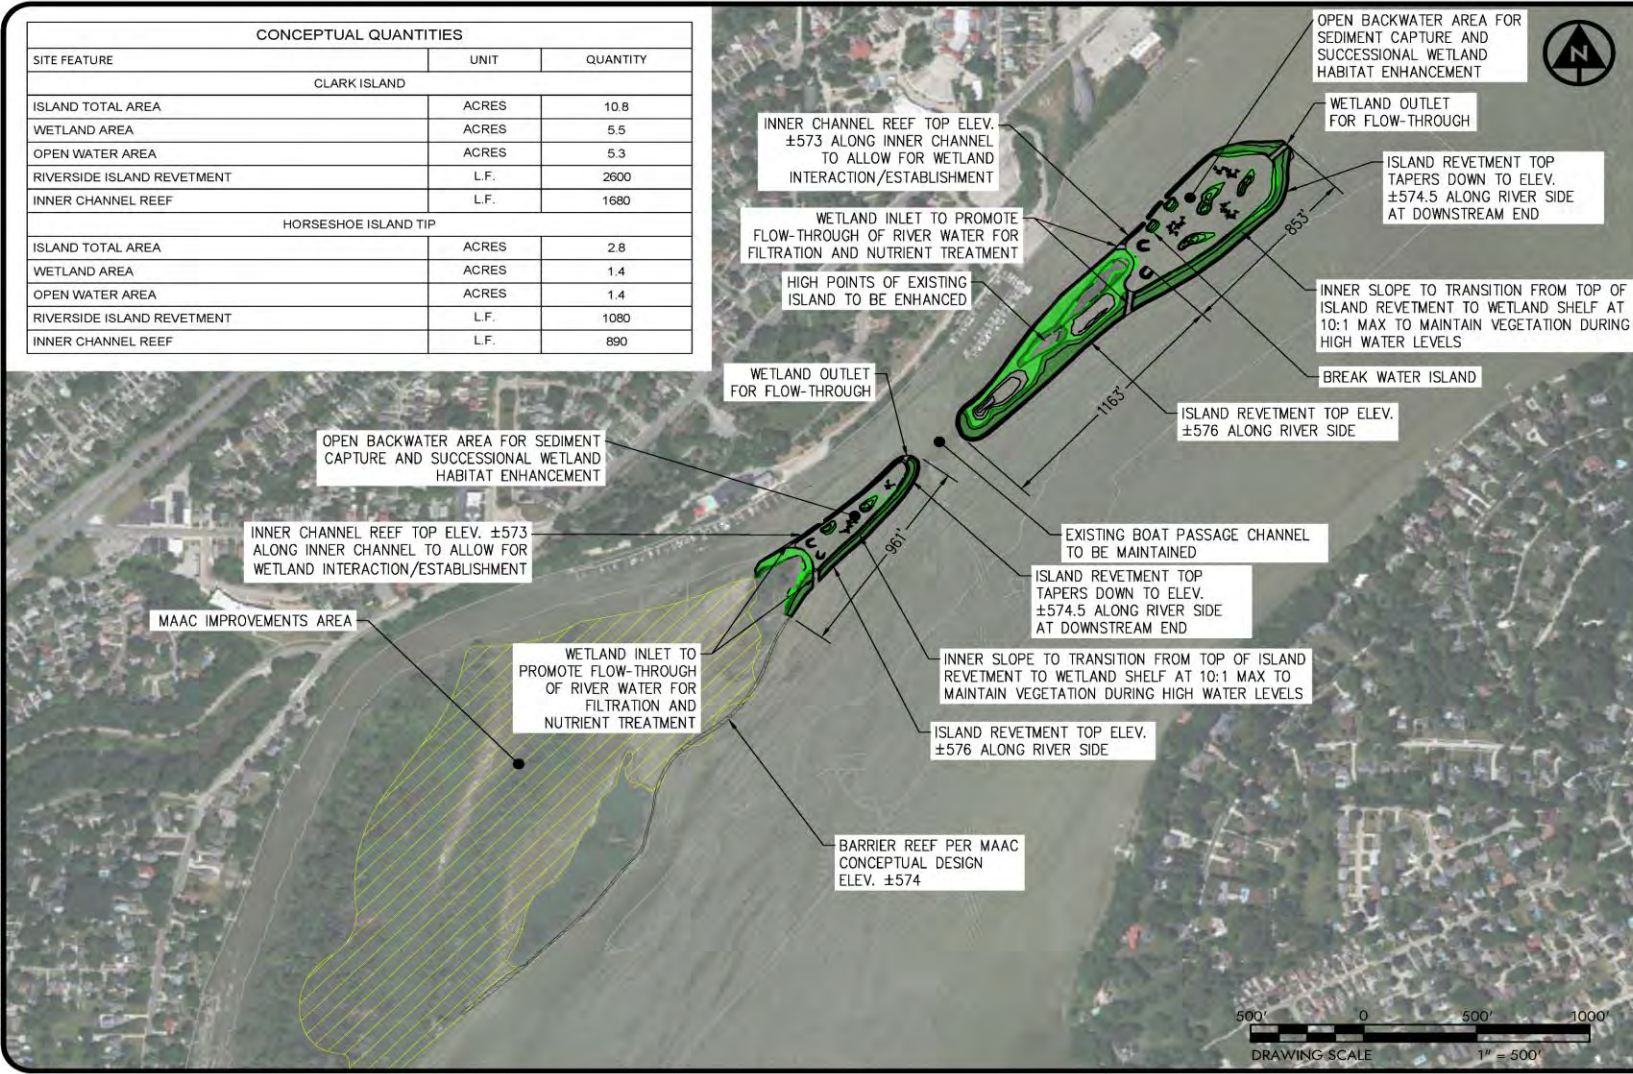 CONCEPTUAL QUANTITIES
SITE FEATURE UNIT QUANTITY
CLARK ISLAND
ISLAND TOTAL AREA ACRES 10.8
WETLAND AREA ACRES 5.5
OPEN WATER AREA ACRES 5.3
RIVERSIDE ISLAND REVETMENT L.F. 2600
INNER CHANNEL REEF L.F. 1680
HORSESHOE ISLAND TIP
ISLAND TOTAL AREA ACRES 2.8
WETLAND AREA ACRES 1.4
OPEN WATER AREA ACRES 1.4
RIVERSIDE ISLAND REVETMENT L.F. 1080
INNER CHANNEL REEF L.F. 890
OPEN BACKWATER AREA FOR
SEDIMENT CAPTURE AND
SUCCESSIONAL WETLAND
HABITAT ENHANCEMENT
N
WETLAND OUTLET
FOR FLOW-THROUGH
INNER CHANNEL REEF TOP ELEV.
±573 ALONG INNER CHANNEL
TO ALLOW FOR WETLAND
INTERACTION/ESTABLISHMENT
ISLAND REVETMENT TOP
TAPERS DOWN TO ELEV.
±574.5 ALONG RIVER SIDE
AT DOWNSTREAM END
WETLAND INLET TO PROMOTE
FLOW-THROUGH OF RIVER WATER FOR
FILTRATION AND NUTRIENT TREATMENT
853'
HIGH POINTS OF EXISTING
ISLAND TO BE ENHANCED
INNER SLOPE TO TRANSITION FROM TOP OF
ISLAND REVETMENT TO WETLAND SHELF AT
10:1 MAX TO MAINTAIN VEGETATION DURING
HIGH WATER LEVELS
WETLAND OUTLET
FOR FLOW-THROUGH
BREAK WATER ISLAND
1163'
ISLAND REVETMENT TOP ELEV.
±576 ALONG RIVER SIDE
OPEN BACKWATER AREA FOR SEDIMENT
CAPTURE AND SUCCESSIONAL WETLAND
HABITAT ENHANCEMENT
INNER CHANNEL REEF TOP ELEV. ±573
ALONG INNER CHANNEL TO ALLOW FOR
WETLAND INTERACTION/ESTABLISHMENT
961'
EXISTING BOAT PASSAGE CHANNEL
TO BE MAINTAINED
ISLAND REVETMENT TOP
TAPERS DOWN TO ELEV.
±574.5 ALONG RIVER SIDE
AT DOWNSTREAM END
MAAC IMPROVEMENTS AREA
WETLAND INLET TO
PROMOTE FLOW-THROUGH
OF RIVER WATER FOR
FILTRATION AND
NUTRIENT TREATMENT
INNER SLOPE TO TRANSITION FROM TOP OF ISLAND
REVETMENT TO WETLAND SHELF AT 10:1 MAX TO
MAINTAIN VEGETATION DURING HIGH WATER LEVELS
ISLAND REVETMENT TOP ELEV.
±576 ALONG RIVER SIDE
BARRIER REEF PER MAAC
CONCEPTUAL DESIGN
ELEV. ±574
500' 0 500' 1000'
DRAWING SCALE 1" = 500'